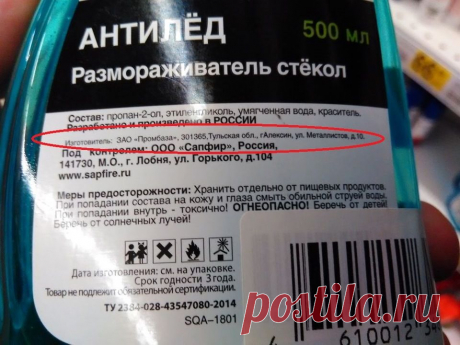 АНТИЛЁД 500 мл
Размораживатель стёкол
Состав: пропан-2-ол, этиленгликоль, умягченная вода, краситель.
Разработано и произведено в РОССИИ
Изготовитель: ЗАО «Промбаза», 301365,Тульская обл., г.Алексин, ул. Металлистов, д.10.
Под контролем: ООО «Сапфир», Россия,
141730, М.О., г. Лобня, ул. Горького, д.104
www.sapfire.ru
Меры предосторожности: Хранить отдельно от пищевых продуктов.
При попадании состава на кожу и глаза смыть обильной струей воды.
При попадании внутрь - токсично! ОГНЕОПАСНО! Беречь от детей!
Беречь от солнечных лучей!
Дата изготовления: см. на упаковке.
Срок годности 3 года.
Товар не подлежит обязательной сертификации.
ТУ 2384-028-43547080-2014
SQA-1801
4 610012
postila.ru